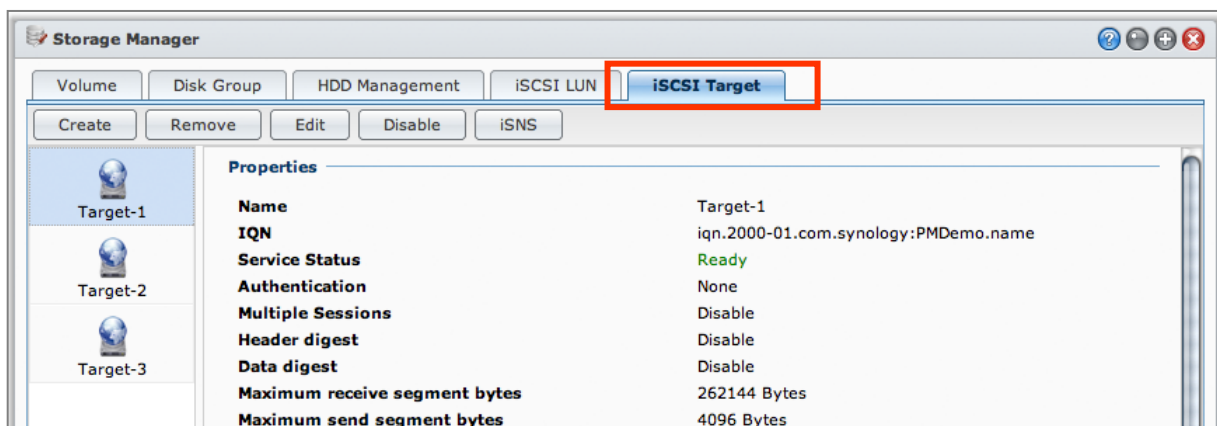 Storage Manager
Volume Disk Group HDD Management iSCSI LUN iSCSI Target
Create Remove Edit Disable iSNS
Target-1
Target-2
Target-3
Properties
Name Target-1
IQN iqn.2000-01.com.synology:PMDemo.name
Service Status Ready
Authentication None
Multiple Sessions Disable
Header digest Disable
Data digest Disable
Maximum receive segment bytes 262144 Bytes
Maximum send segment bytes 4096 Bytes